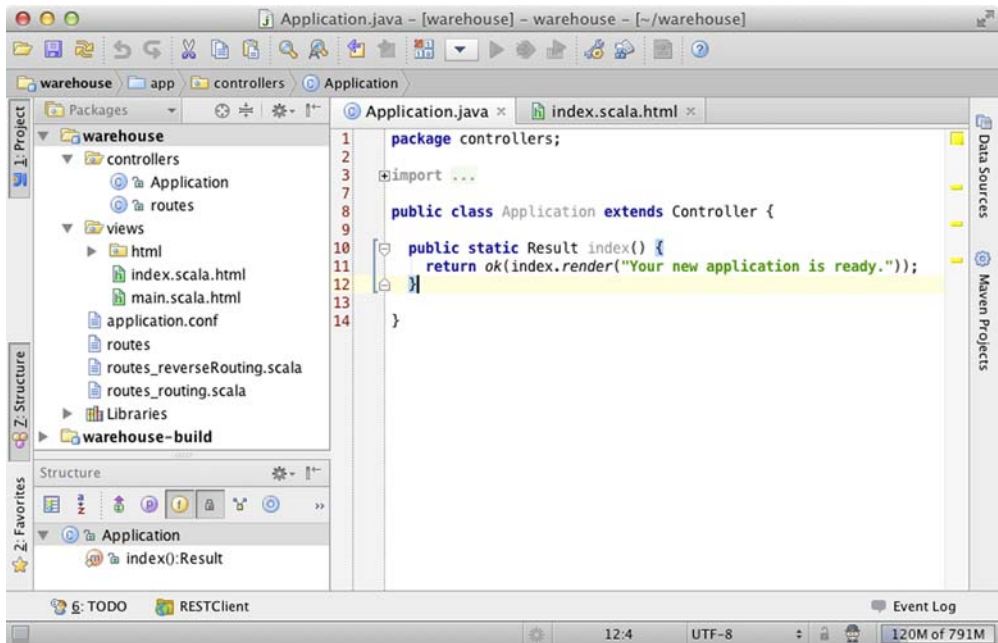 Application.java – [warehouse] – warehouse – [~/warehouse]
warehouse app controllers Application
1: Project
Z: Structure
2: Favorites
Packages
warehouse
controllers
Application
routes
views
html
index.scala.html
main.scala.html
application.conf
routes
routes_reverseRouting.scala
routes_routing.scala
Libraries
warehouse-build
Structure
Application
index():Result
Application.java × index.scala.html ×
1 package controllers;
2
3 import ...
7
8 public class Application extends Controller {
9
10 public static Result index() {
11 return ok(index.render("Your new application is ready."));
12 }
13
14 }
Data Sources
Maven Projects
6: TODO RESTClient Event Log
12:4 UTF-8 120M of 791M